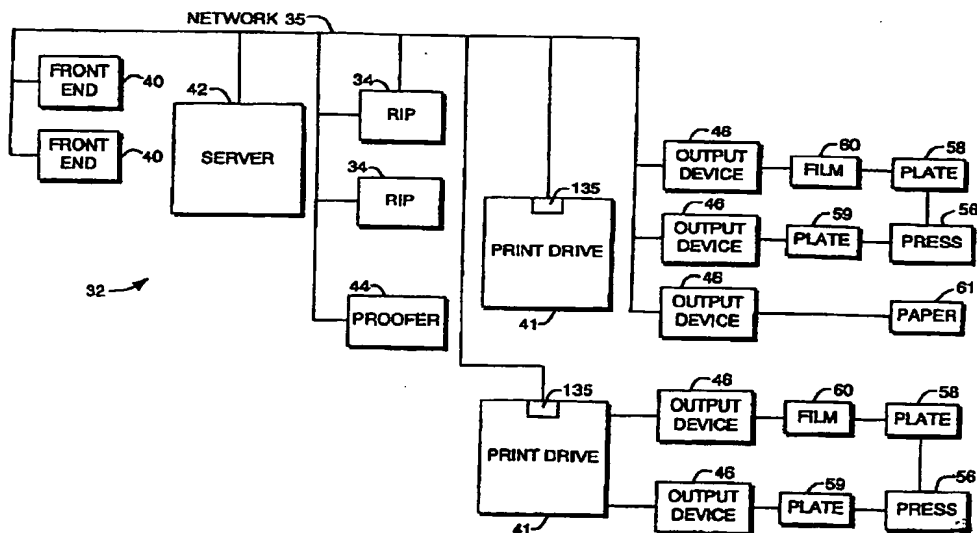 NETWORK 35
FRONT END
40
FRONT END
40
42
SERVER
34
RIP
34
RIP
44
PROOFER
32
135
PRINT DRIVE
41
46
OUTPUT DEVICE
60
FILM
58
PLATE
46
OUTPUT DEVICE
59
PLATE
56
PRESS
46
OUTPUT DEVICE
61
PAPER
135
PRINT DRIVE
41
46
OUTPUT DEVICE
60
FILM
58
PLATE
46
OUTPUT DEVICE
59
PLATE
56
PRESS